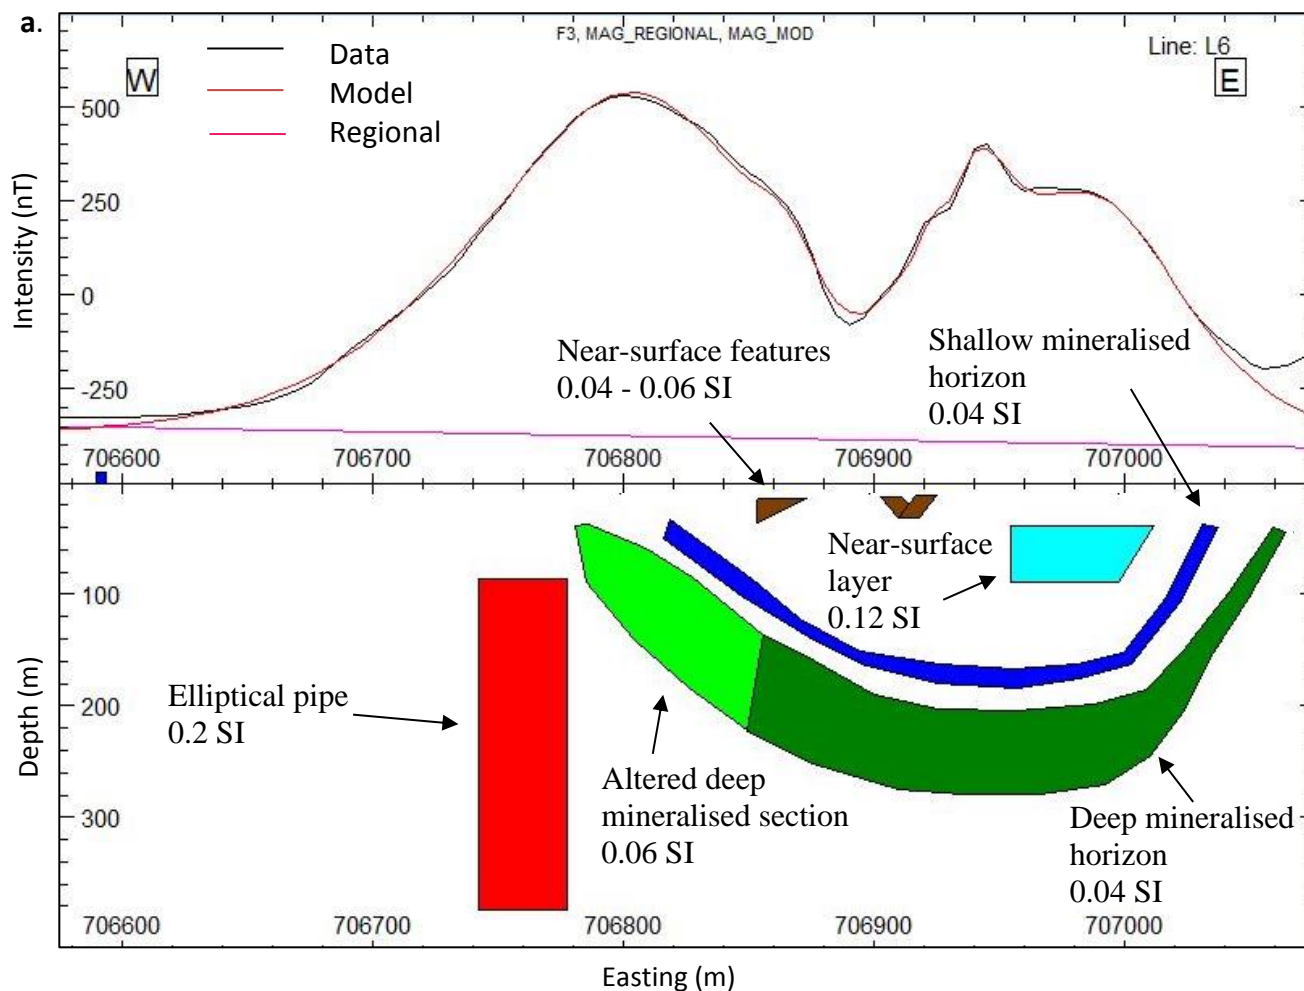 a.
F3, MAG_REGIONAL, MAG_MOD
Line: L6
W
E
Data
Model
Regional
Intensity (nT)
500
250
0
-250
Near-surface features
0.04 - 0.06 SI
Shallow mineralised
horizon
0.04 SI
706600
706700
706800
706900
707000
Depth (m)
100
200
300
Near-surface
layer
0.12 SI
Elliptical pipe
0.2 SI
Altered deep
mineralised section
0.06 SI
Deep mineralised
horizon
0.04 SI
706600
706700
706800
706900
707000
Easting (m)